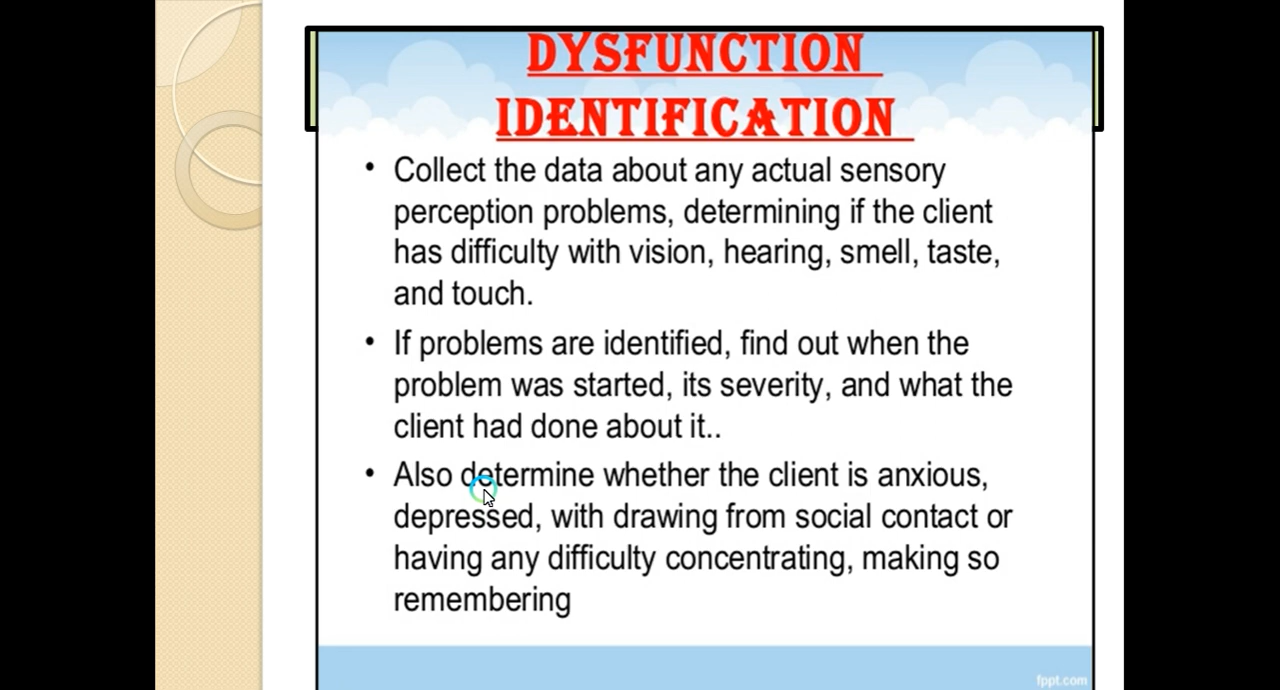 DYSFUNCTION
IDENTIFICATION
• Collect the data about any actual sensory
perception problems, determining if the client
has difficulty with vision, hearing, smell, taste,
and touch.
• If problems are identified, find out when the
problem was started, its severity, and what the
client had done about it..
• Also determine whether the client is anxious,
depressed, with drawing from social contact or
having any difficulty concentrating, making so
remembering
fppt.com